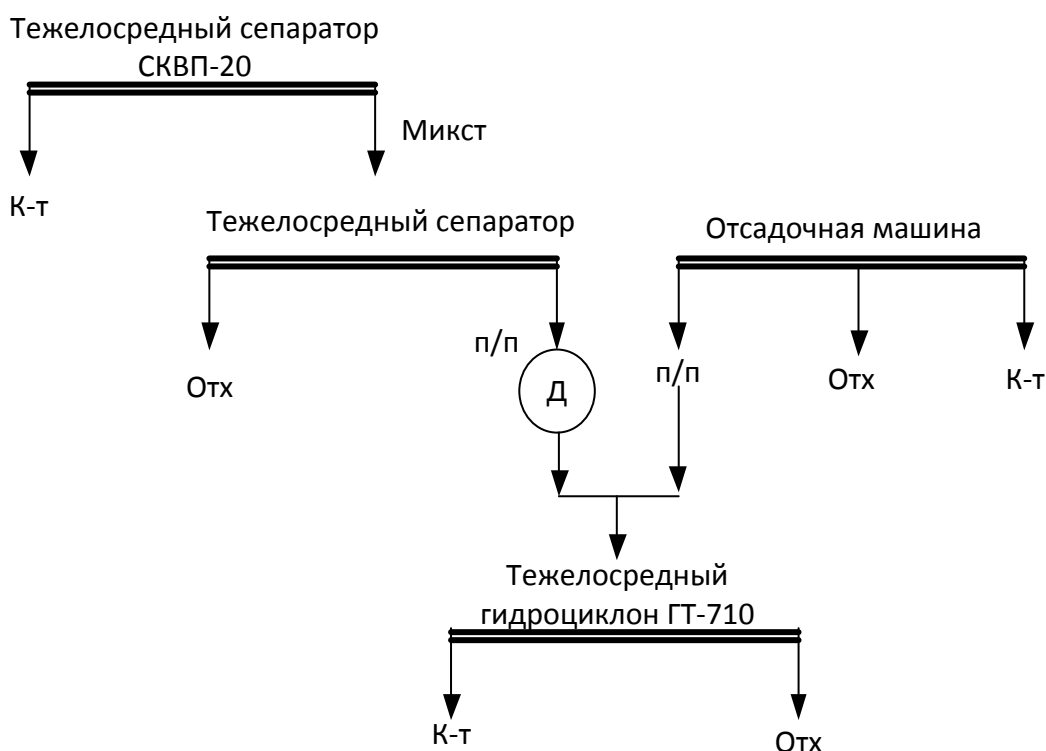 Тежелосредный сепаратор
СКВП-20
Микст
К-т
Тежелосредный сепаратор
Отсадочная машина
п/п
Отх
Д
п/п
Отх
К-т
Тежелосредный
гидроциклон ГТ-710
К-т
Отх